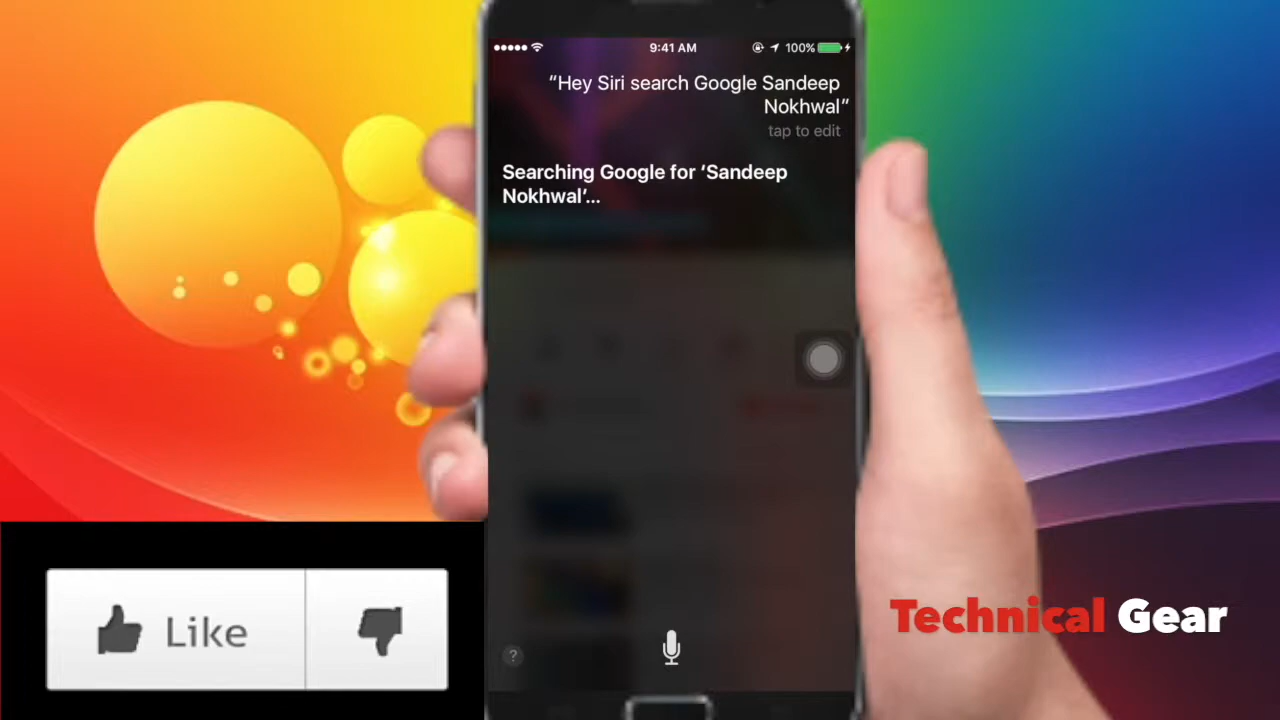 9:41 AM
100%
“Hey Siri search Google Sandeep
Nokhwal”
tap to edit
Searching Google for ‘Sandeep
Nokhwal’...
?
Like
Technical Gear